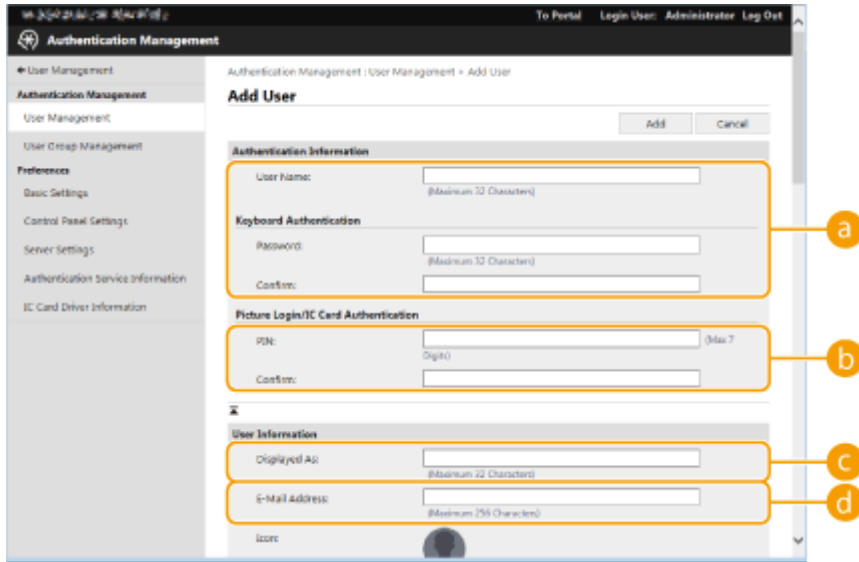 To Portal Login User: Administrator Log Out
Authentication Management
User Management
Authentication Management : User Management > Add User
Authentication Management
Add User
User Management
Add Cancel
User Group Management
Authentication Information
Preferences
User Name:
Basic Settings
(Maximum 32 Characters)
Control Panel Settings
Keyboard Authentication
a
Server Settings
Password:
(Maximum 32 Characters)
Authentication Service Information
Confirm:
IC Card Driver Information
Picture Login/IC Card Authentication
PIN:
(Max 7
Digits)
b
Confirm:
User Information
Displayed As:
c
(Maximum 32 Characters)
E-Mail Address:
d
(Maximum 256 Characters)
Icon: